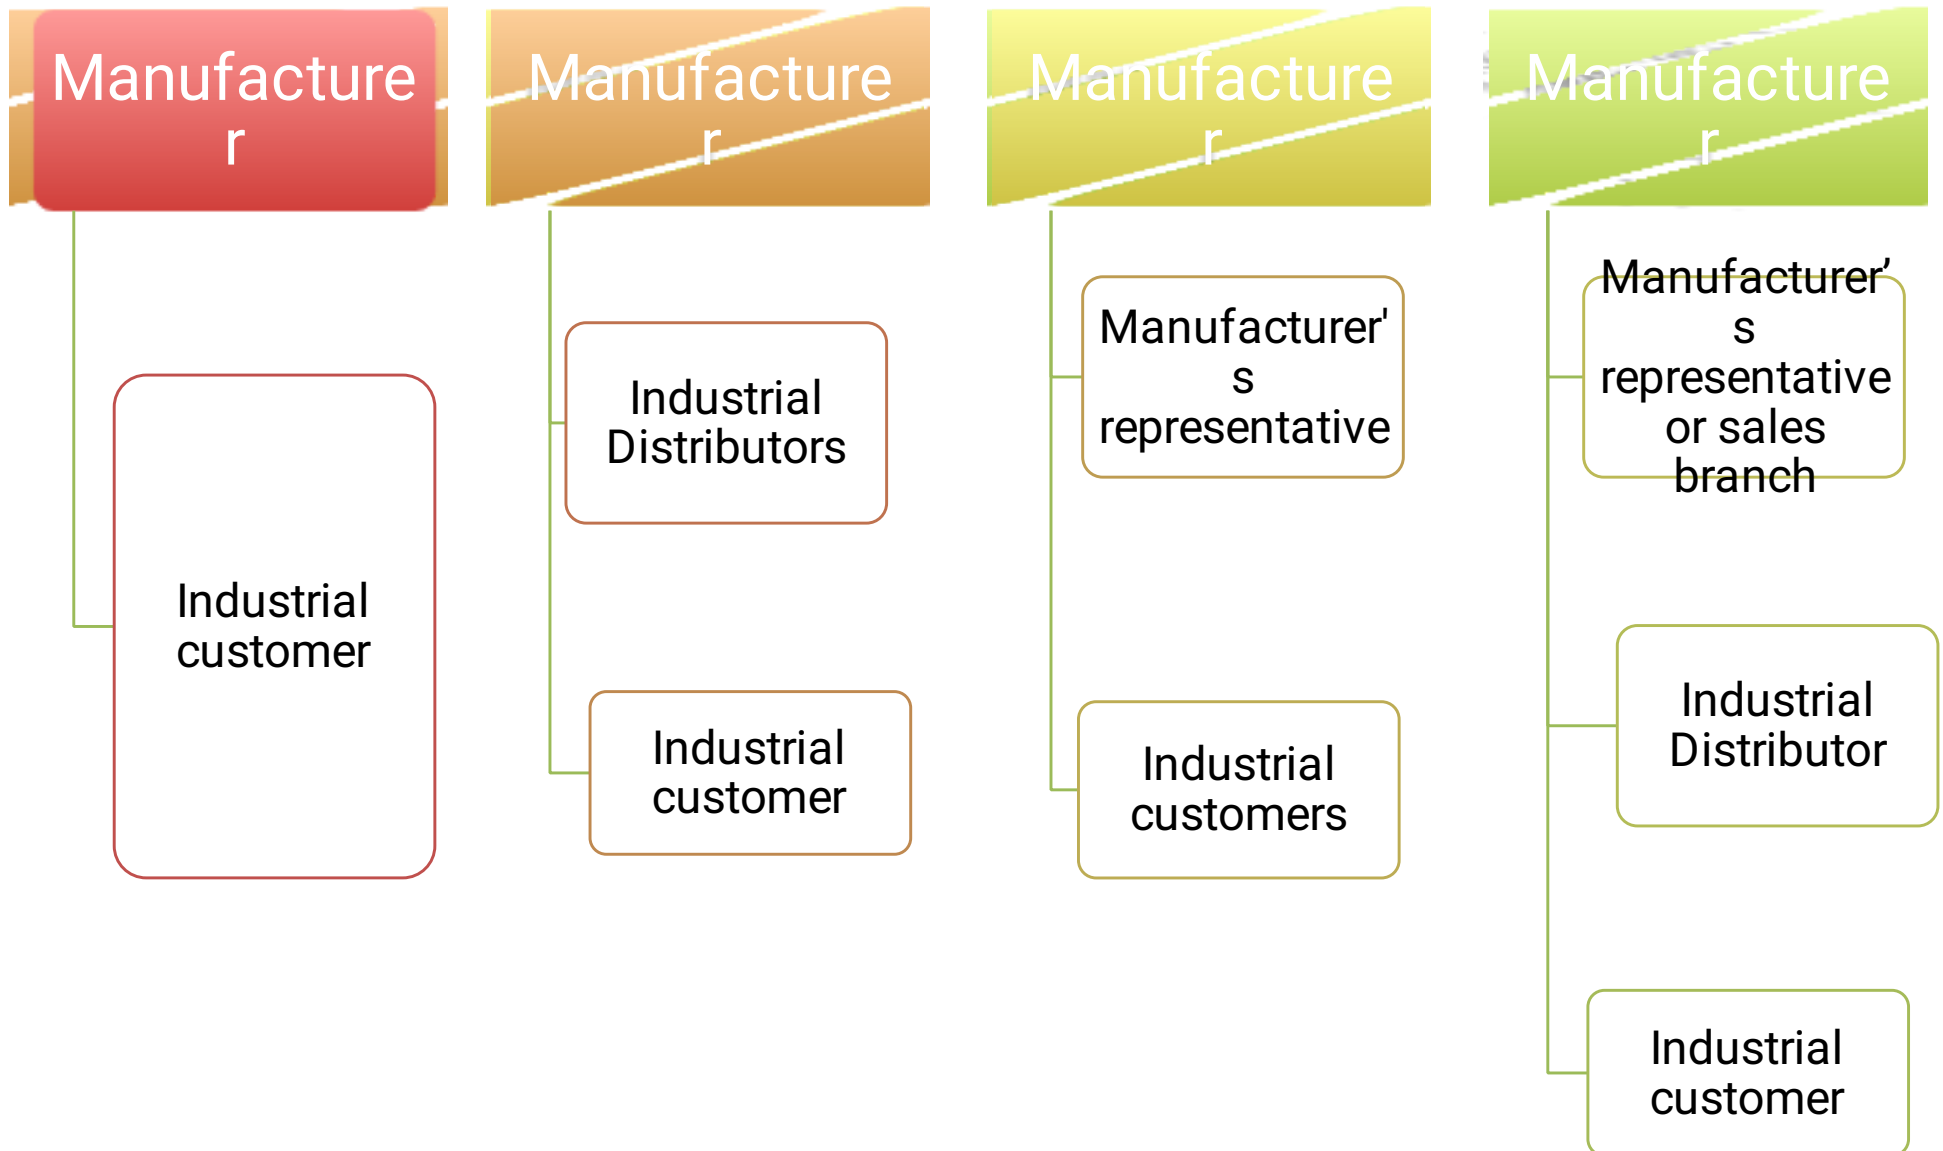 Manufacture
r
Industrial
customer
Manufacture
r
Industrial
Distributors
Industrial
customer
Manufacture
r
Manufacturer'
s
representative
Industrial
customers
Manufacture
r
Manufacturer’
s
representative
or sales
branch
Industrial
Distributor
Industrial
customer